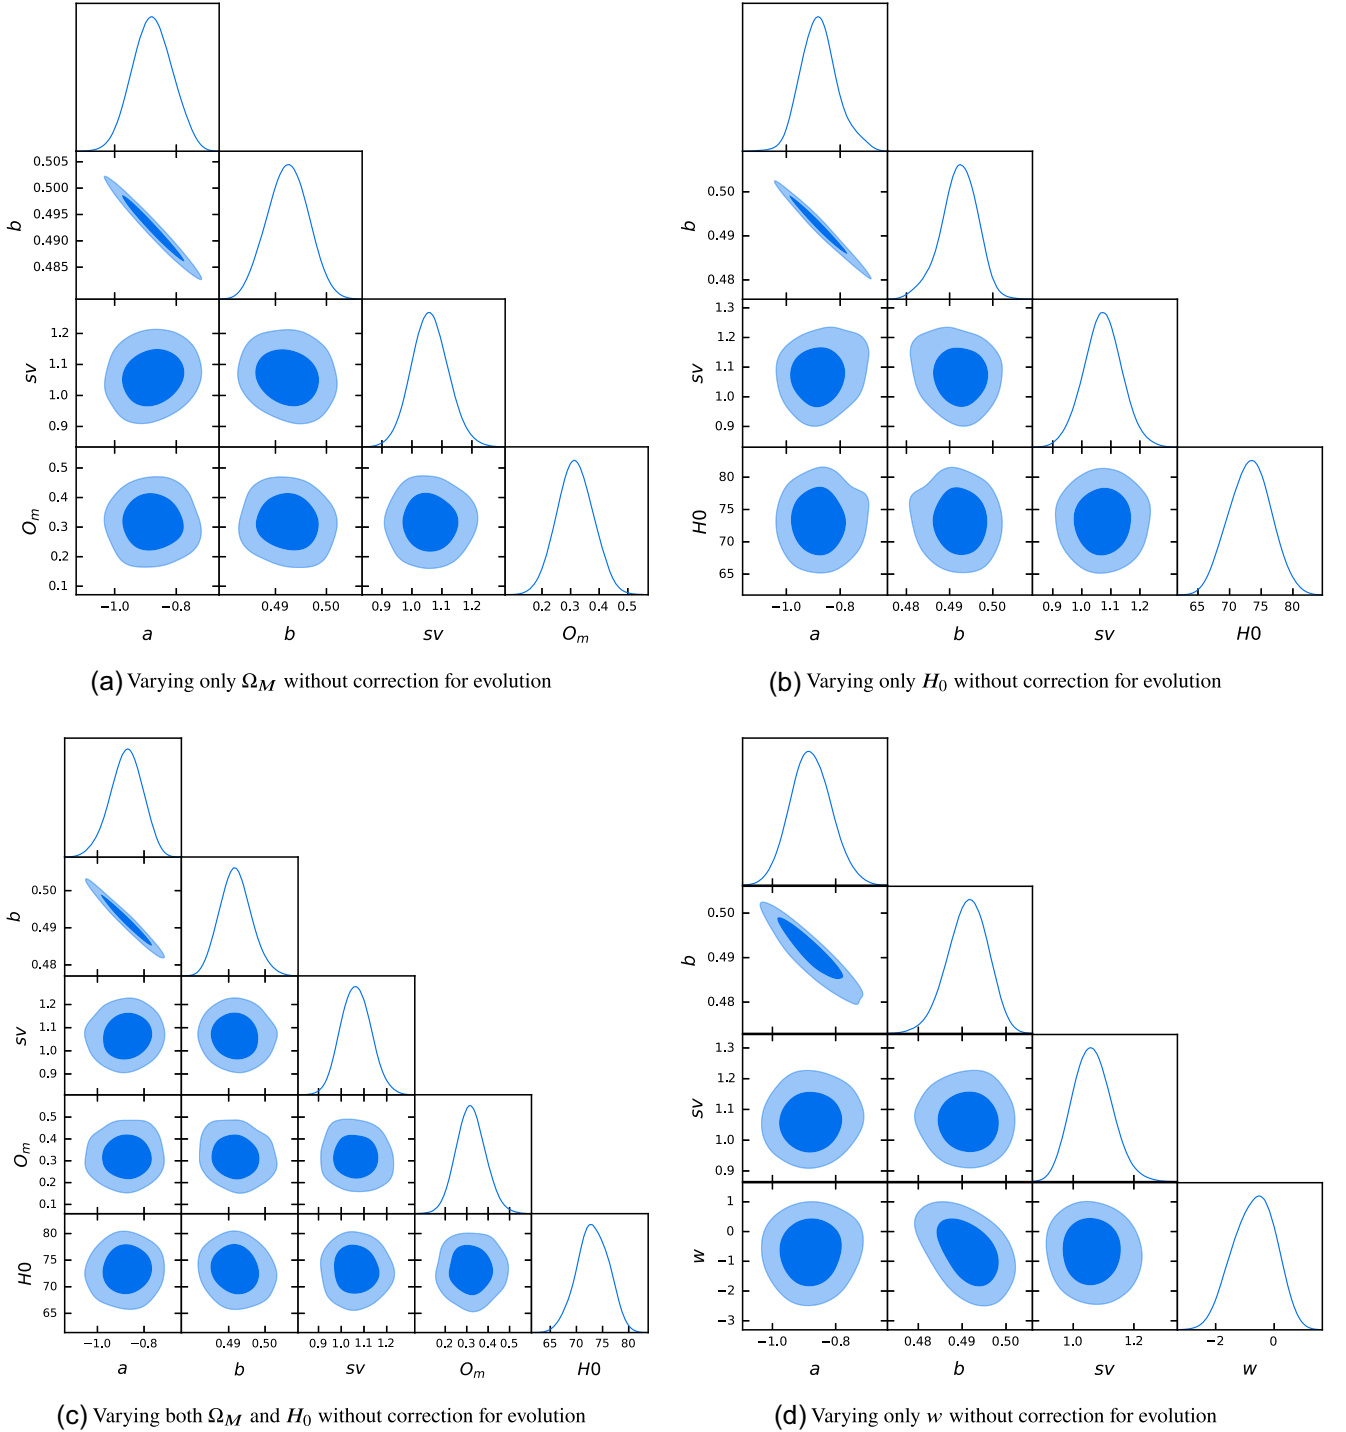 0.505
0.500
0.495
0.490
0.485
b
1.2
1.1
1.0
0.9
sv
0.5
0.4
0.3
0.2
0.1
O_m
−1.0 −0.8 0.49 0.50 0.9 1.0 1.1 1.2 0.2 0.3 0.4 0.5
a b sv O_m
(a) Varying only Ω_M without correction for evolution
0.50
0.49
0.48
b
1.3
1.2
1.1
1.0
0.9
sv
80
75
70
65
H0
−1.0 −0.8 0.48 0.49 0.50 0.9 1.0 1.1 1.2 65 70 75 80
a b sv H0
(b) Varying only H_0 without correction for evolution
0.50
0.49
0.48
b
1.2
1.1
1.0
0.9
sv
0.5
0.4
0.3
0.2
0.1
O_m
80
75
70
65
H0
−1.0 −0.8 0.49 0.50 0.9 1.0 1.1 1.2 0.2 0.3 0.4 0.5 65 70 75 80
a b sv O_m H0
(c) Varying both Ω_M and H_0 without correction for evolution
0.50
0.49
0.48
b
1.3
1.2
1.1
1.0
0.9
sv
1
0
−1
−2
−3
w
−1.0 −0.8 0.48 0.49 0.50 1.0 1.2 −2 0
a b sv w
(d) Varying only w without correction for evolution